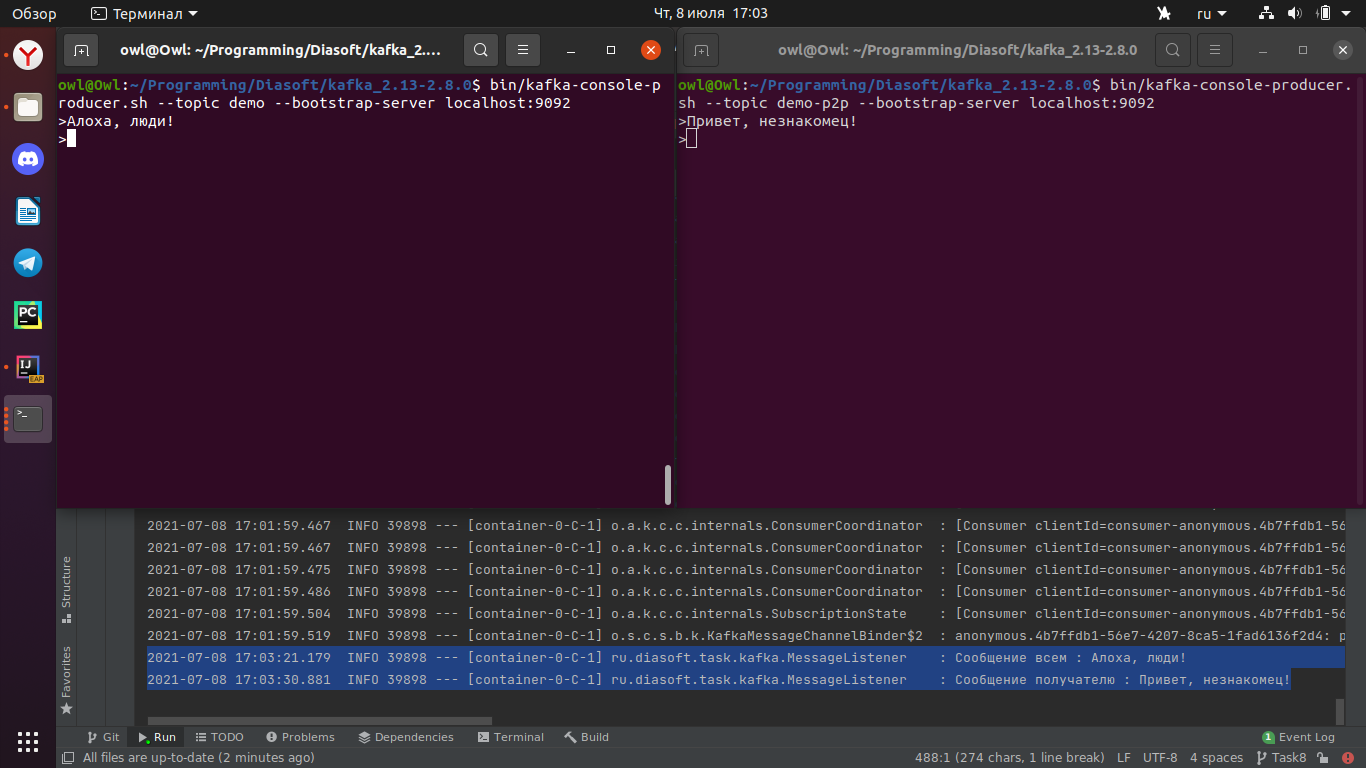 Обзор
Терминал
Чт, 8 июля 17:03
ru
owl@Owl: ~/Programming/Diasoft/kafka_2....
owl@Owl: ~/Programming/Diasoft/kafka_2.13-2.8.0
owl@Owl:~/Programming/Diasoft/kafka_2.13-2.8.0$ bin/kafka-console-p
roducer.sh --topic demo --bootstrap-server localhost:9092
>Алоха, люди!
>
owl@Owl:~/Programming/Diasoft/kafka_2.13-2.8.0$ bin/kafka-console-producer.
sh --topic demo-p2p --bootstrap-server localhost:9092
>Привет, незнакомец!
>
PC
IJ
EAP
>_
Structure
Favorites
2021-07-08 17:01:59.467  INFO 39898 --- [container-0-C-1] o.a.k.c.c.internals.ConsumerCoordinator  : [Consumer clientId=consumer-anonymous.4b7ffdb1-56
2021-07-08 17:01:59.467  INFO 39898 --- [container-0-C-1] o.a.k.c.c.internals.ConsumerCoordinator  : [Consumer clientId=consumer-anonymous.4b7ffdb1-56
2021-07-08 17:01:59.475  INFO 39898 --- [container-0-C-1] o.a.k.c.c.internals.ConsumerCoordinator  : [Consumer clientId=consumer-anonymous.4b7ffdb1-56
2021-07-08 17:01:59.486  INFO 39898 --- [container-0-C-1] o.a.k.c.c.internals.ConsumerCoordinator  : [Consumer clientId=consumer-anonymous.4b7ffdb1-56
2021-07-08 17:01:59.504  INFO 39898 --- [container-0-C-1] o.a.k.c.c.internals.SubscriptionState    : [Consumer clientId=consumer-anonymous.4b7ffdb1-56
2021-07-08 17:01:59.519  INFO 39898 --- [container-0-C-1] o.s.c.s.b.k.KafkaMessageChannelBinder$2  : anonymous.4b7ffdb1-56e7-4207-8ca5-1fad6136f2d4: p
2021-07-08 17:03:21.179  INFO 39898 --- [container-0-C-1] ru.diasoft.task.kafka.MessageListener    : Сообщение всем : Алоха, люди!
2021-07-08 17:03:30.881  INFO 39898 --- [container-0-C-1] ru.diasoft.task.kafka.MessageListener    : Сообщение получателю : Привет, незнакомец!
Git
Run
TODO
Problems
Dependencies
Terminal
Build
1 Event Log
All files are up-to-date (2 minutes ago)
488:1 (274 chars, 1 line break)
LF
UTF-8
4 spaces
Task8